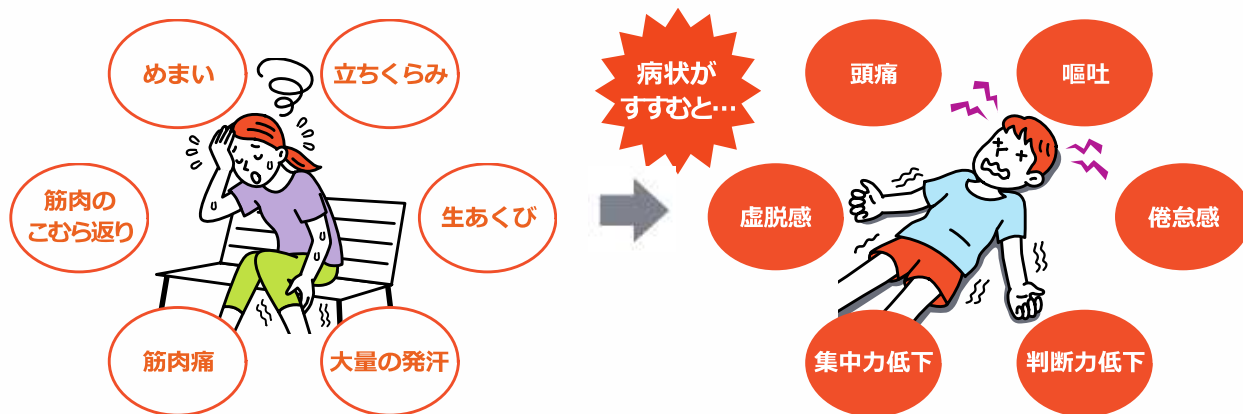 めまい
立ちくらみ
筋肉の
こむら返り
生あくび
筋肉痛
大量の発汗
病状が
すすむと…
頭痛
嘔吐
虚脱感
倦怠感
集中力低下
判断力低下